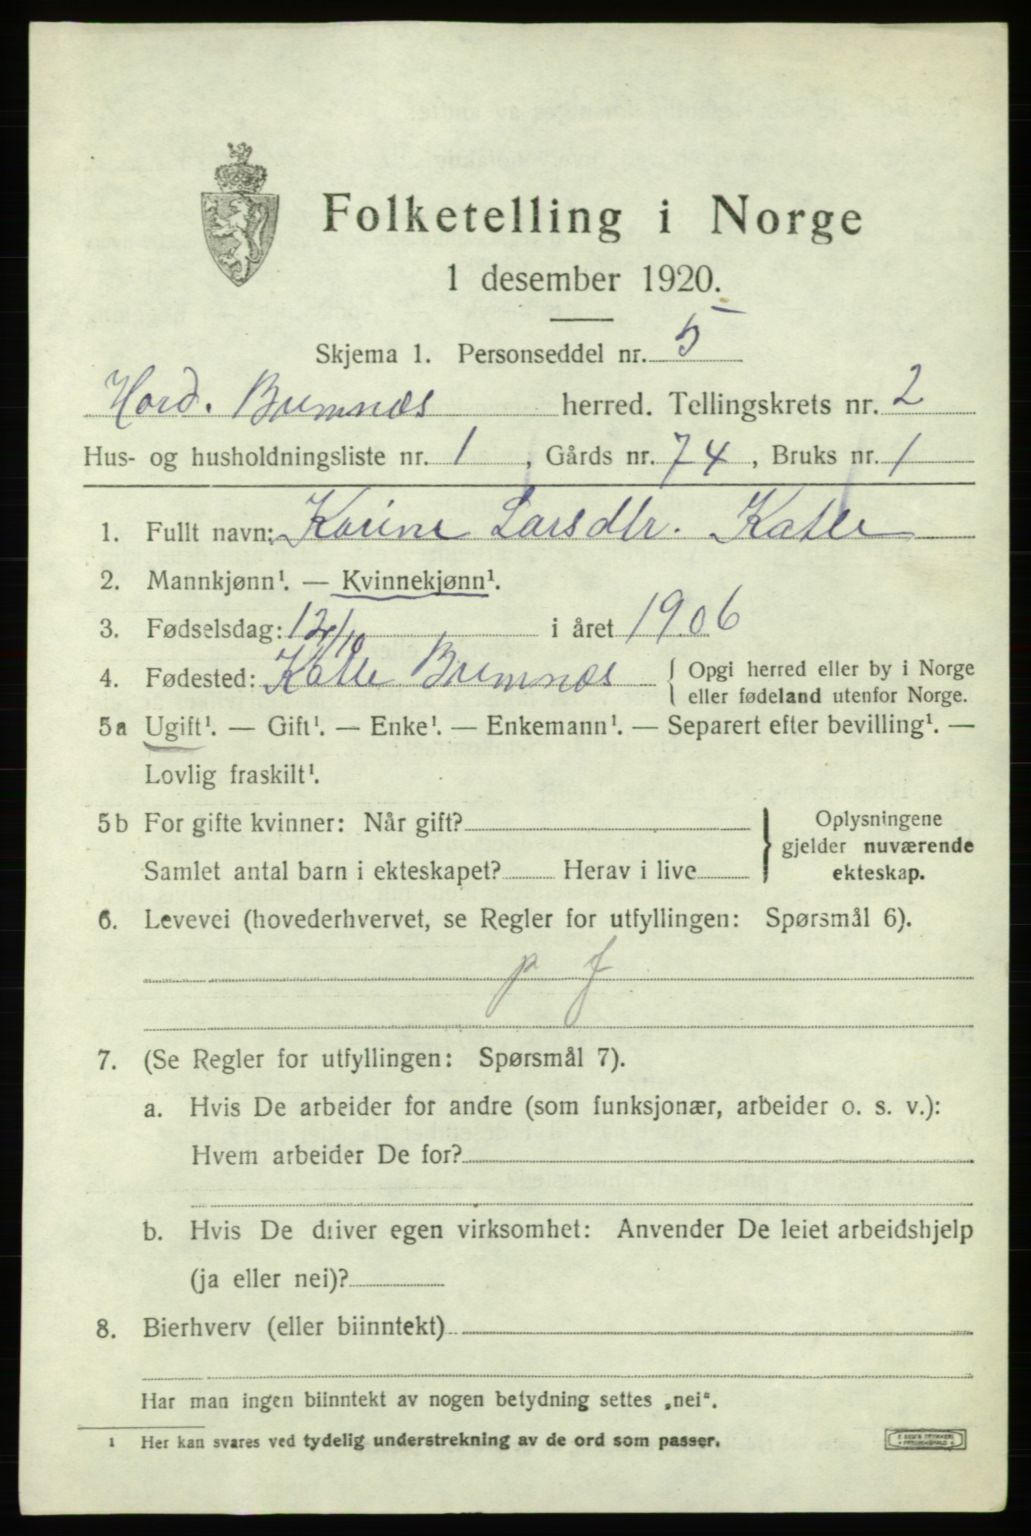 Folketelling i Norge
1 desember 1920.
Skjema 1. Personseddel nr. 5
Hord. Bremnes herred. Tellingskrets nr. 2
Hus- og husholdningsliste nr. 1, Gårds nr. 74, Bruks nr. 1
1. Fullt navn: Karine Larsdtr. Katle
2. Mannkjønn¹. — Kvinnekjønn¹.
3. Fødselsdag: 12/10 i året 1906
4. Fødested: Katle Bremnes { Opgi herred eller by i Norge
eller fødeland utenfor Norge.
5a Ugift¹. — Gift¹. — Enke¹. — Enkemann¹. — Separert efter bevilling¹. —
Lovlig fraskilt¹.
5b For gifte kvinner: Når gift?
Samlet antal barn i ekteskapet? Herav i live
} Oplysningene
gjelder nuværende
ekteskap.
6. Levevei (hovederhvervet, se Regler for utfyllingen: Spørsmål 6).
p f
7. (Se Regler for utfyllingen: Spørsmål 7).
a. Hvis De arbeider for andre (som funksjonær, arbeider o. s. v.):
Hvem arbeider De for?
b. Hvis De driver egen virksomhet: Anvender De leiet arbeidshjelp
(ja eller nei)?
8. Bierhverv (eller biinntekt)
Har man ingen biinntekt av nogen betydning settes „nei“.
¹ Her kan svares ved tydelig understrekning av de ord som passer.